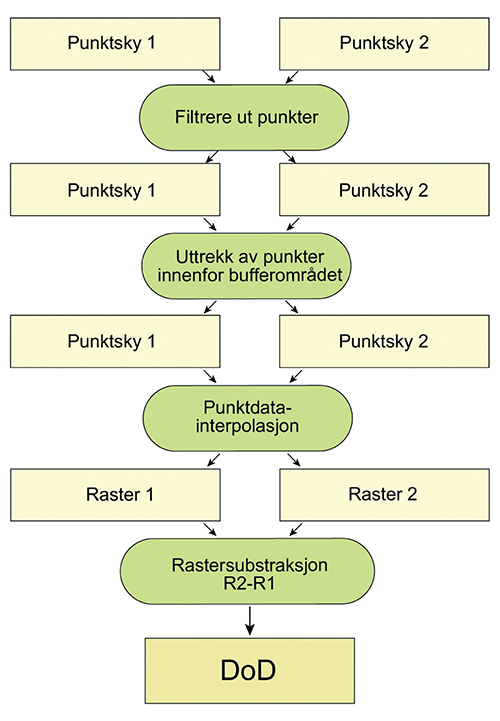 Punktsky 1
Punktsky 2
Filtrere ut punkter
Punktsky 1
Punktsky 2
Uttrekk av punkter
innenfor bufferområdet
Punktsky 1
Punktsky 2
Punktdata-
interpolasjon
Raster 1
Raster 2
Rastersubstraksjon
R2-R1
DoD